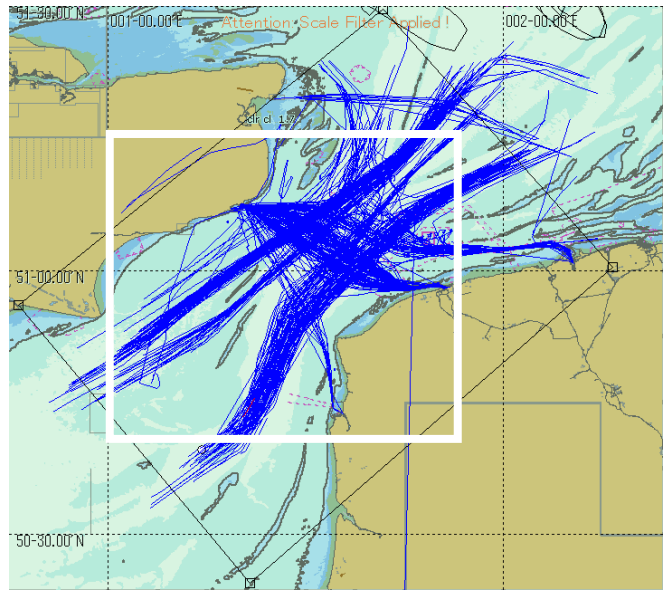 51-30.00´N
001-00.00´E
Attention: Scale Filter Applied !
002-00.00´E
51-00.00´N
50-30.00´N